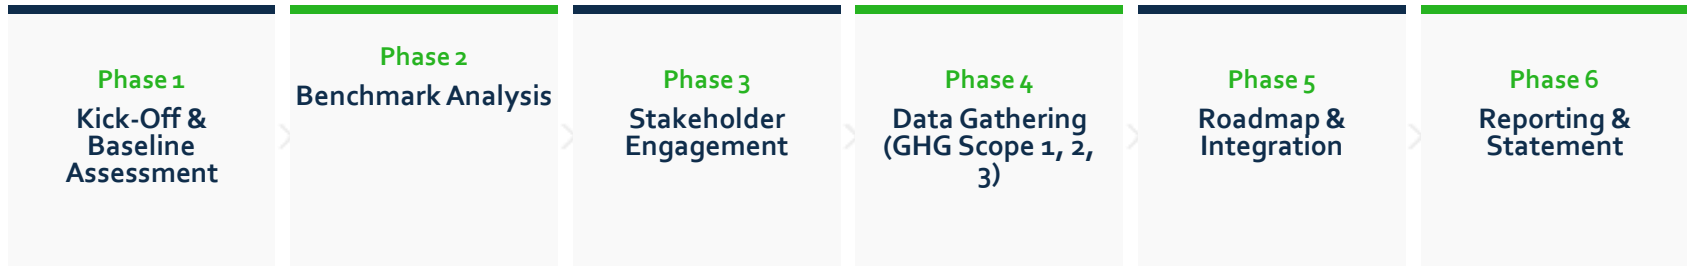 Phase 1
Kick-Off &
Baseline
Assessment
Phase 2
Benchmark Analysis
Phase 3
Stakeholder
Engagement
Phase 4
Data Gathering
(GHG Scope 1, 2,
3)
Phase 5
Roadmap &
Integration
Phase 6
Reporting &
Statement